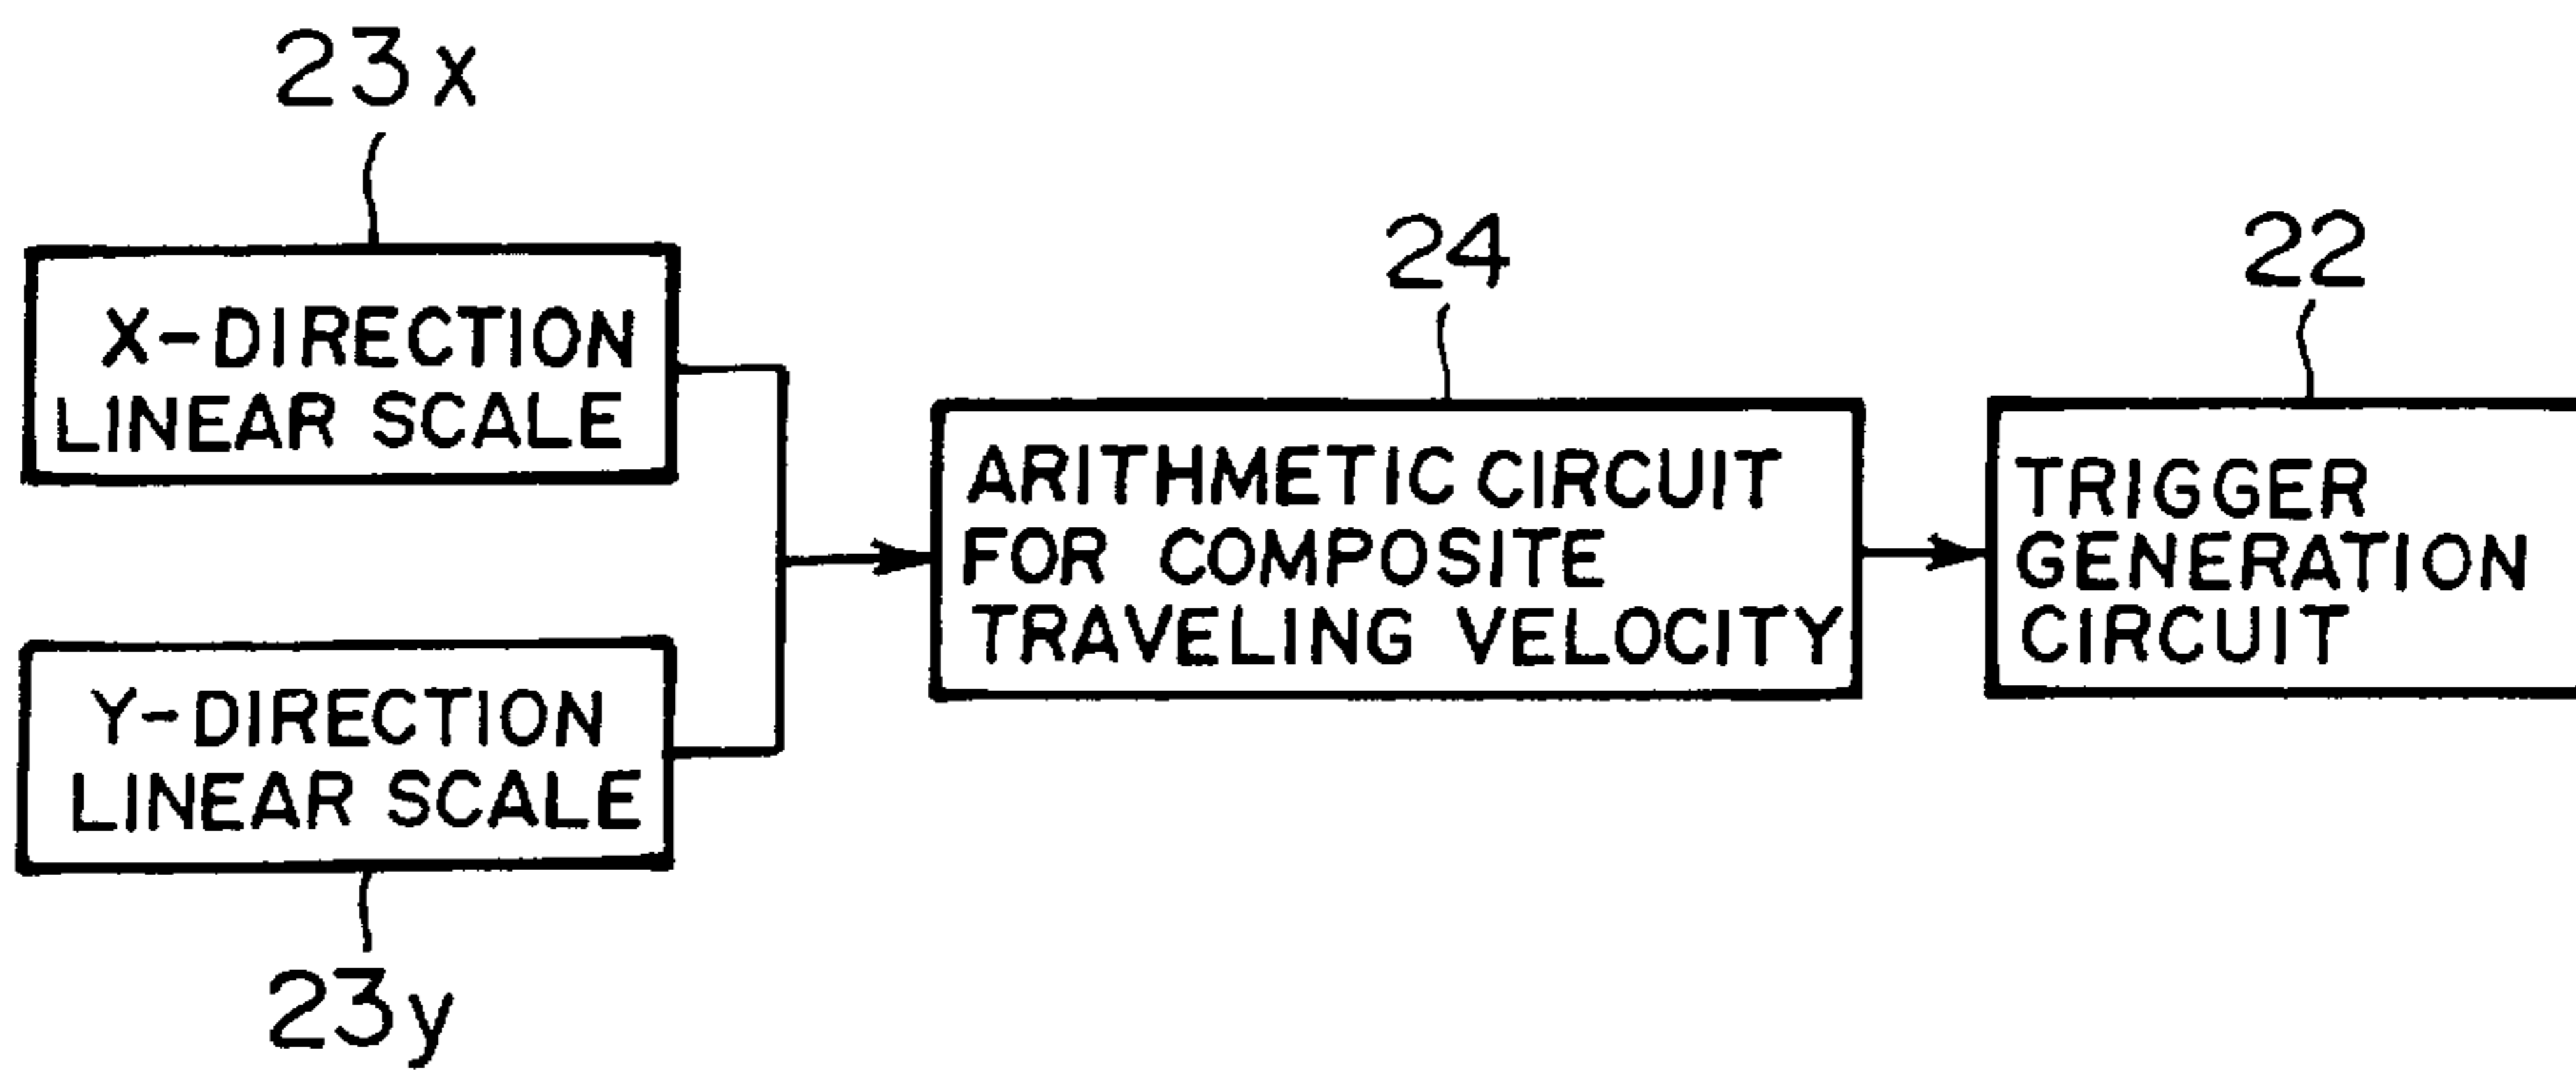 23x
X-DIRECTION
LINEAR SCALE
Y-DIRECTION
LINEAR SCALE
23y
24
ARITHMETIC CIRCUIT
FOR COMPOSITE
TRAVELING VELOCITY
22
TRIGGER
GENERATION
CIRCUIT